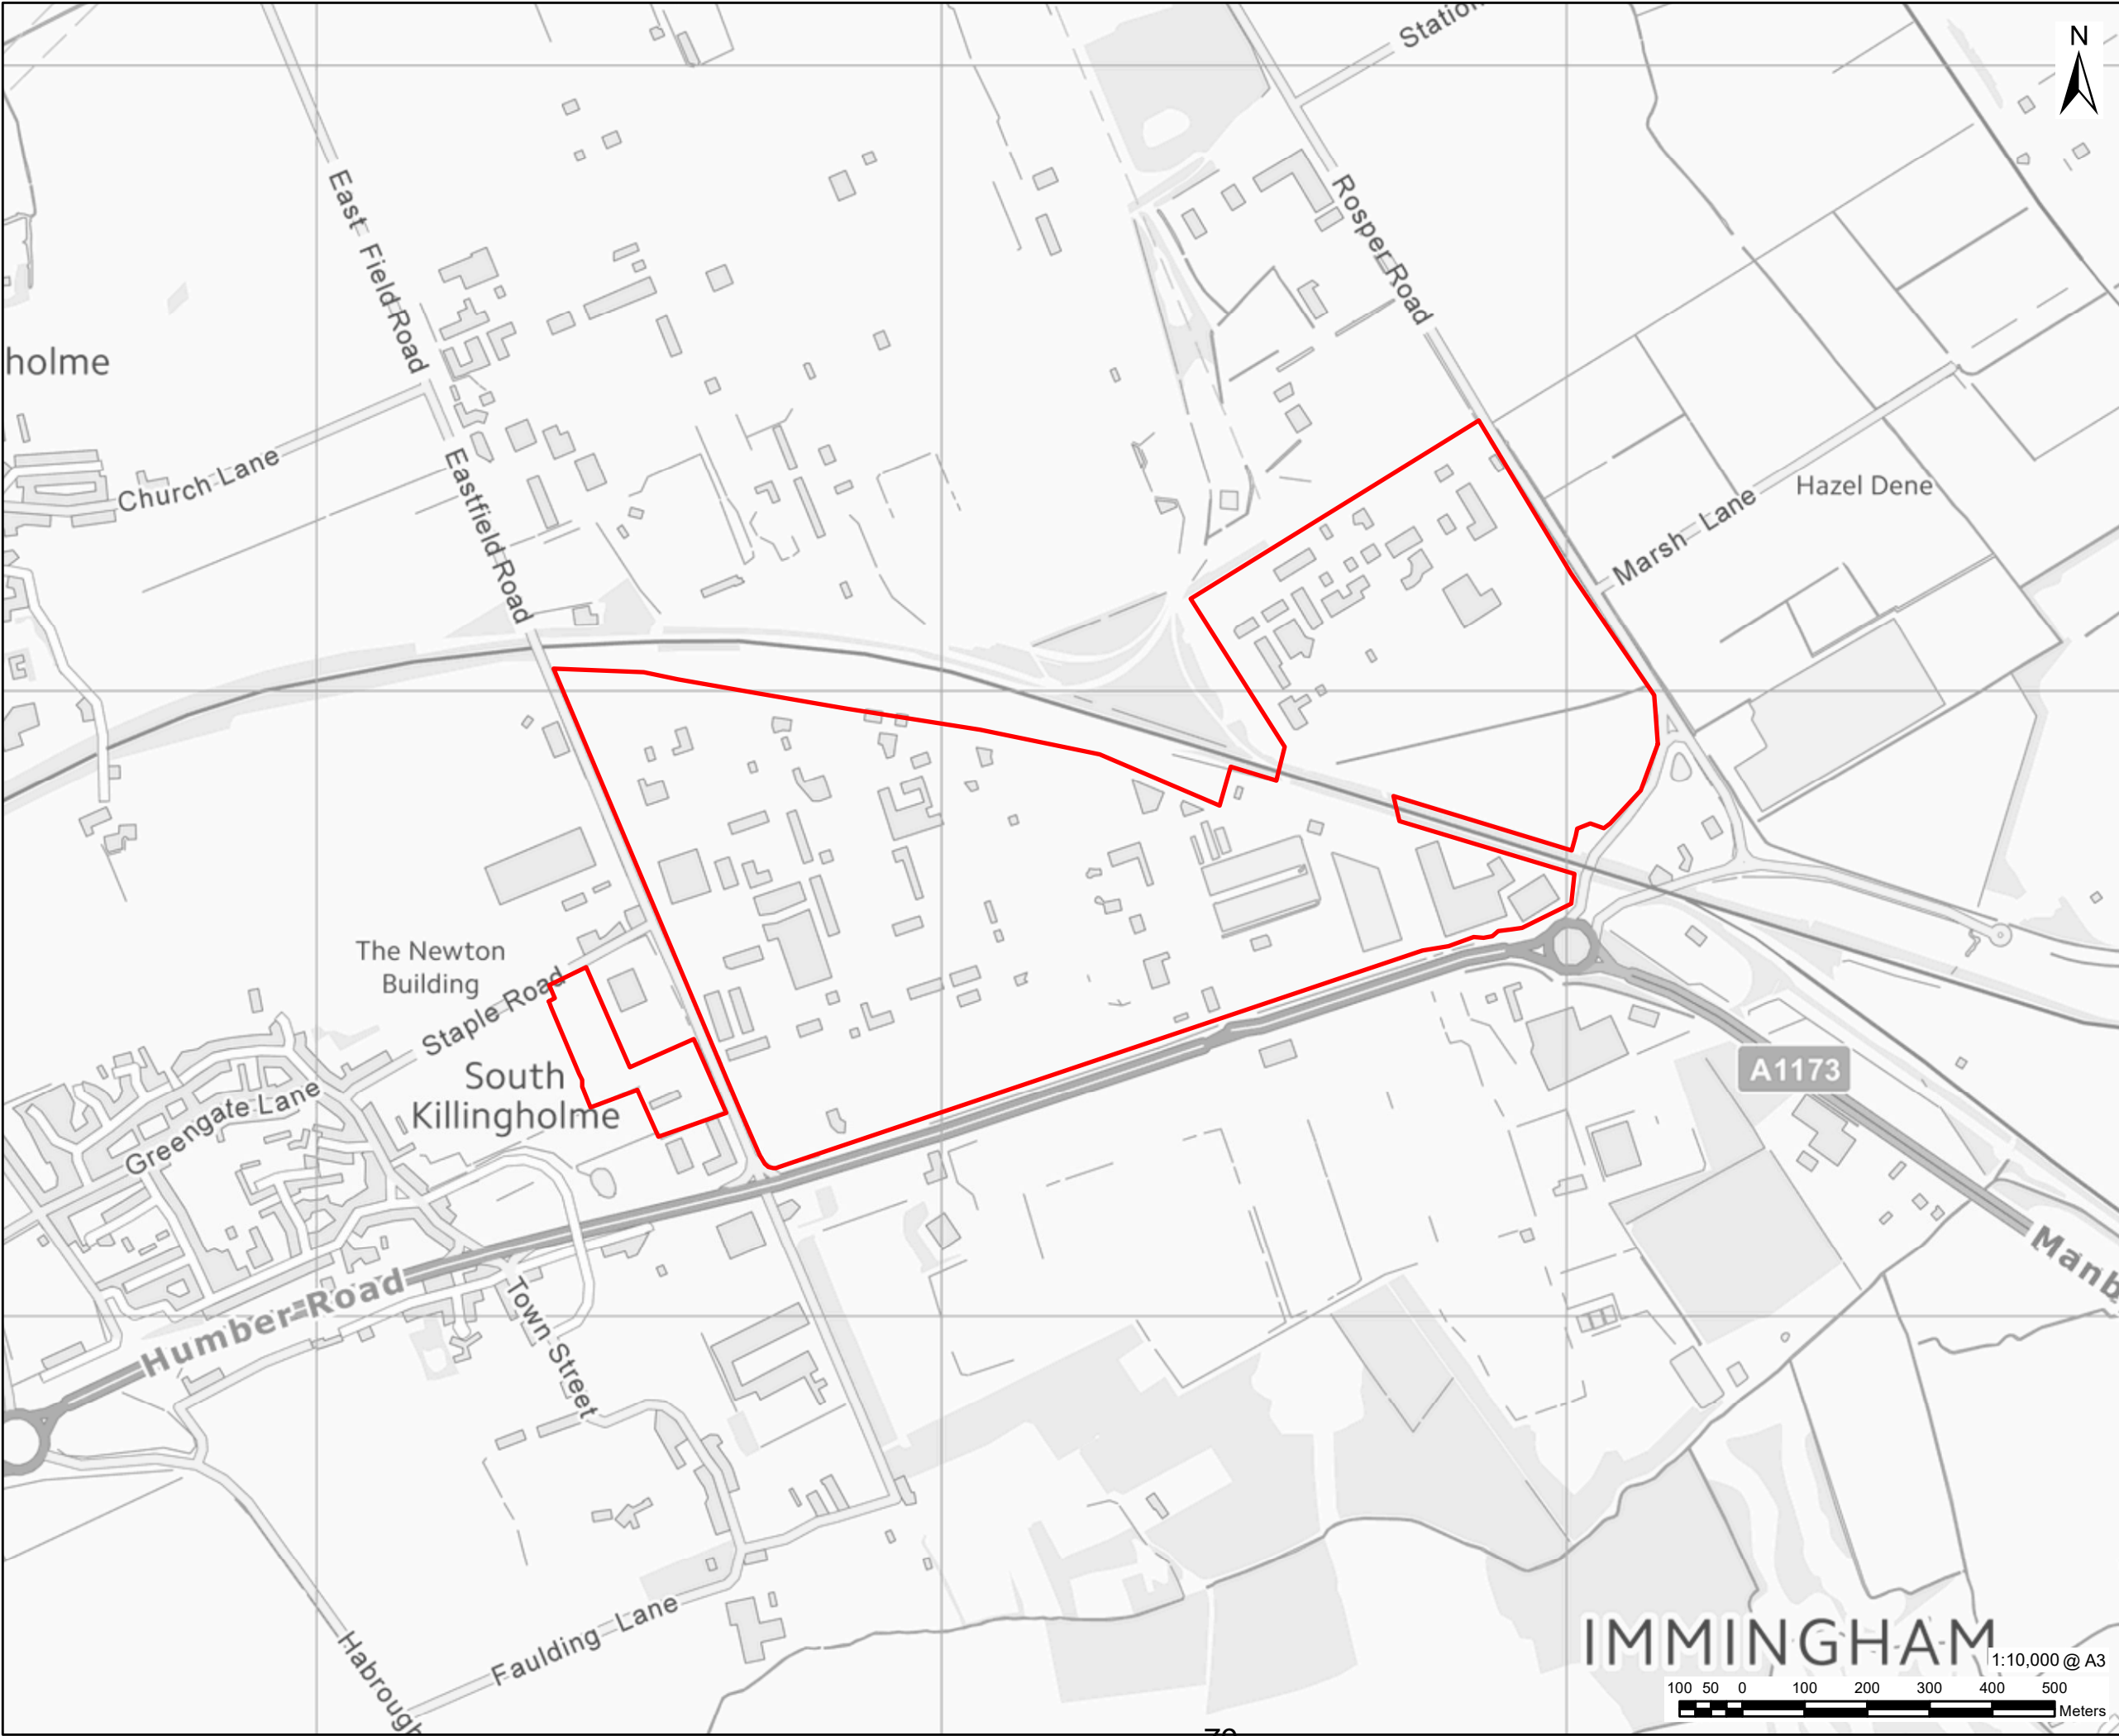 Station
N
East Field Road
Rosper Road
holme
Church Lane
Eastfield Road
Hazel Dene
Marsh Lane
The Newton
Building
Staple Road
South
Killingholme
Greengate Lane
A1173
Humber Road
Town Street
Manb
Faulding Lane
Habrough
IMMINGHAM
1:10,000 @ A3
100 50 0 100 200 300 400 500
Meters